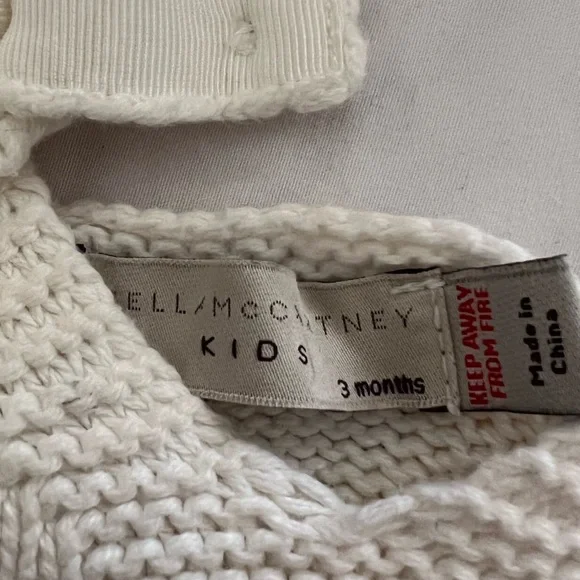 ELLA/McCARTNEY
KIDS
3 months
KEEP AWAY
FROM FIRE
Made in
China